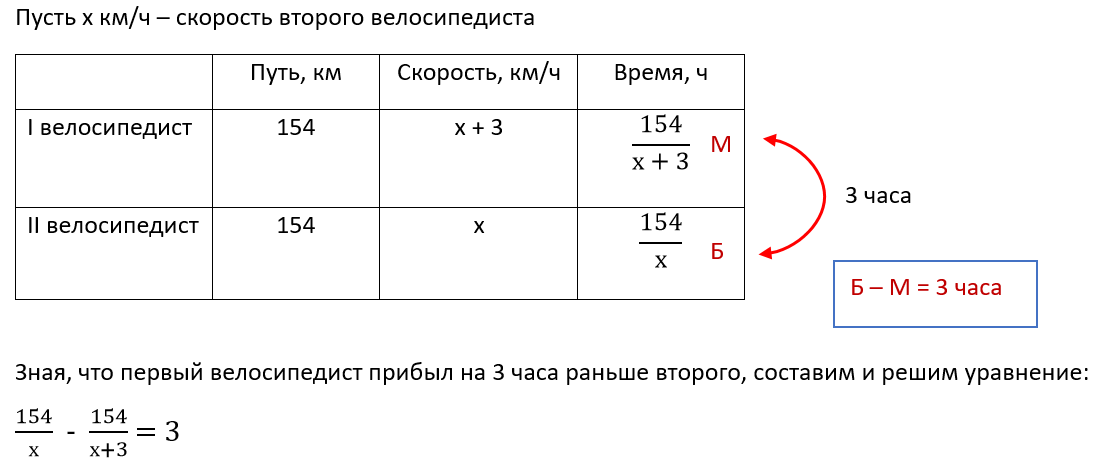 Пусть х км/ч – скорость второго велосипедиста
Путь, км Скорость, км/ч Время, ч
I велосипедист 154 х + 3 154/(х + 3) М
3 часа
II велосипедист 154 х 154/х Б
Б – М = 3 часа
Зная, что первый велосипедист прибыл на 3 часа раньше второго, составим и решим уравнение:
154/х - 154/(х+3) = 3